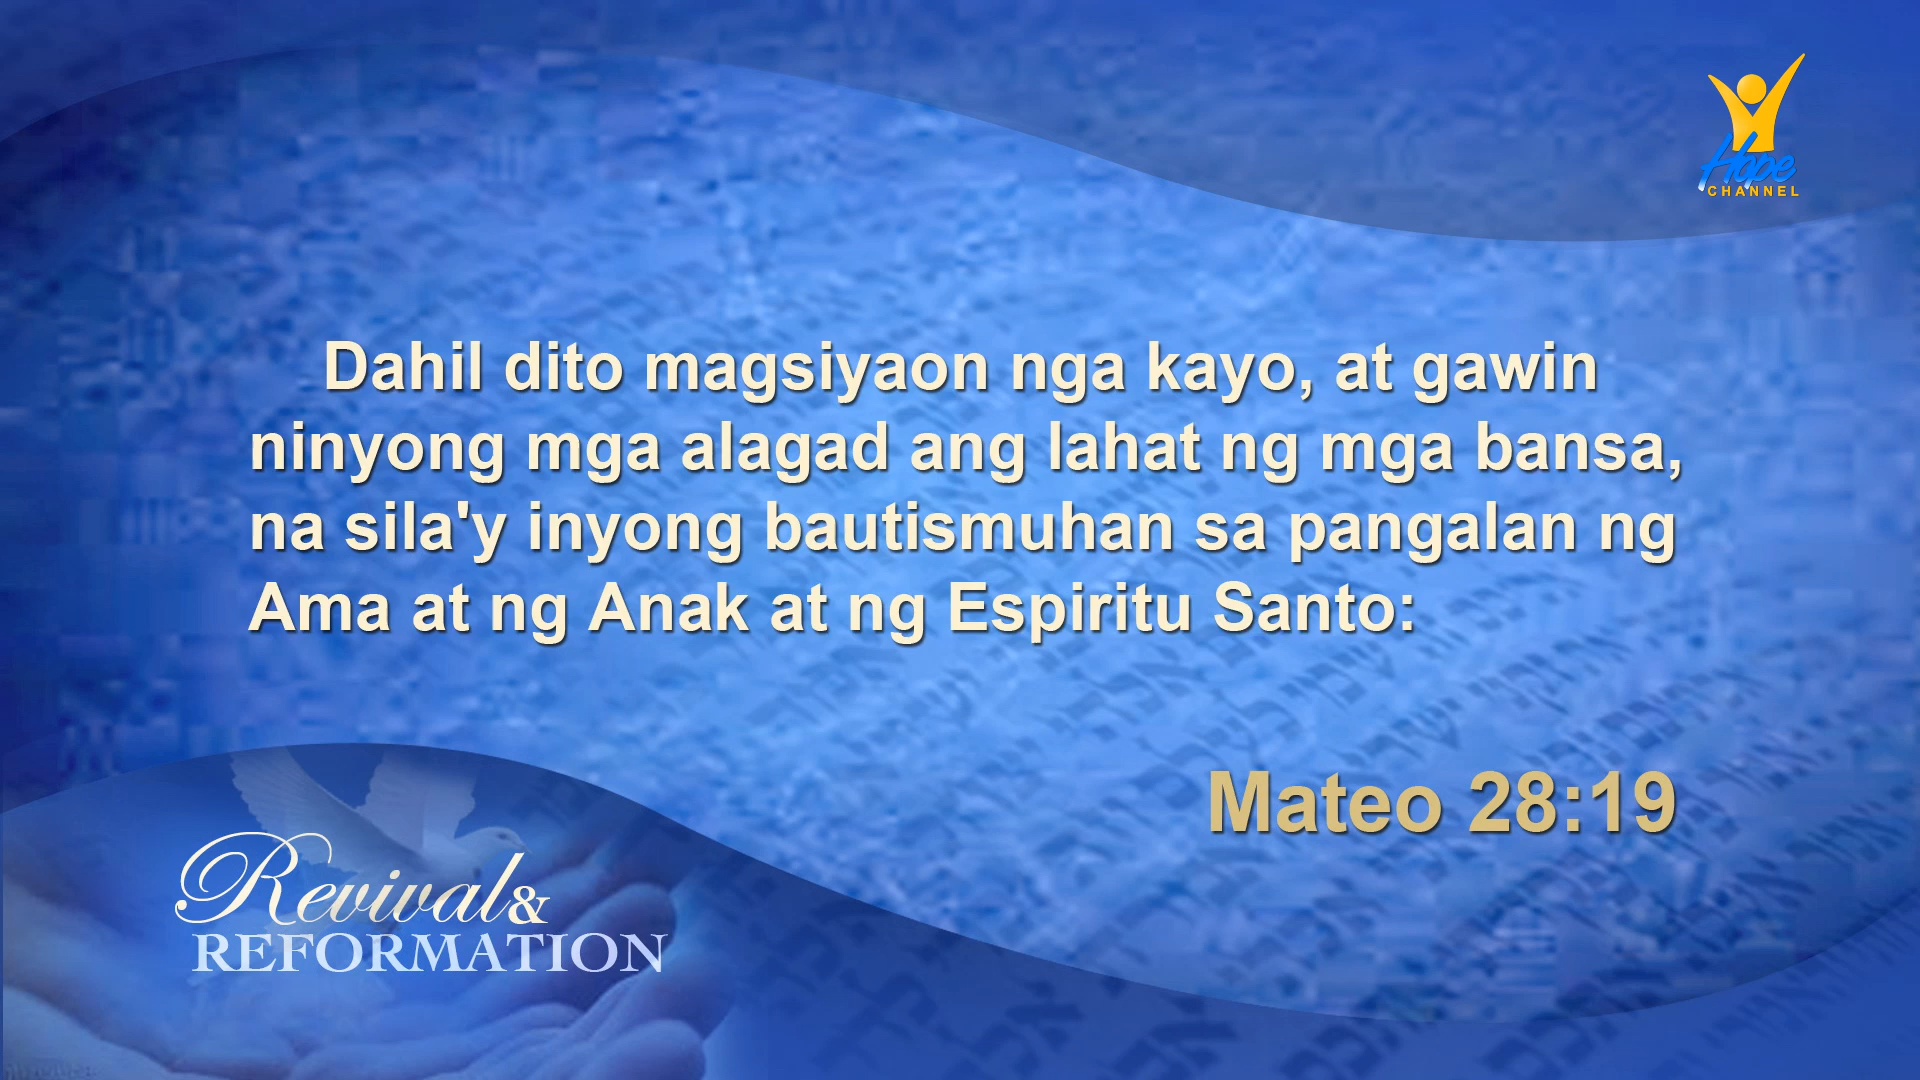 Hope
CHANNEL
Dahil dito magsiyaon nga kayo, at gawin
ninyong mga alagad ang lahat ng mga bansa,
na sila'y inyong bautismuhan sa pangalan ng
Ama at ng Anak at ng Espiritu Santo:
Mateo 28:19
Revival &
REFORMATION